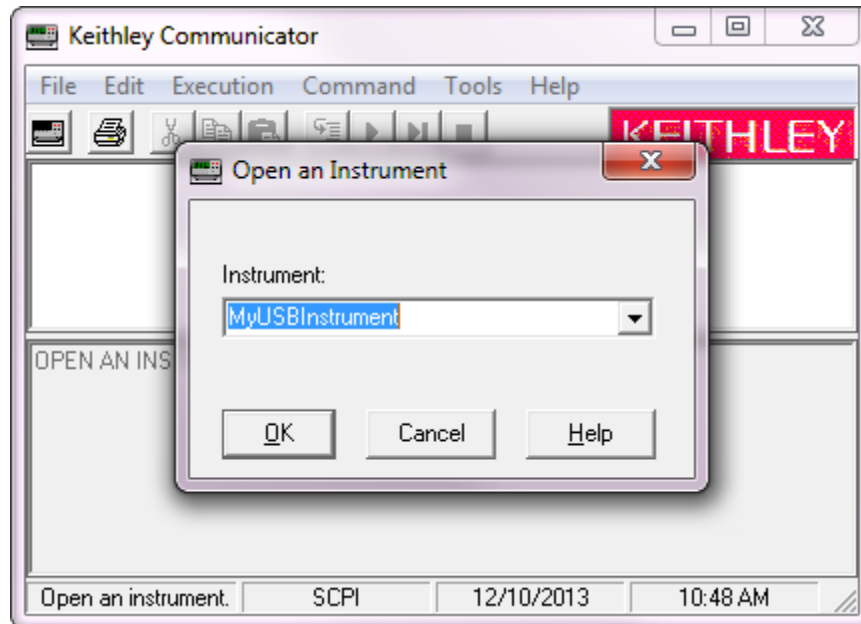 Keithley Communicator
File Edit Execution Command Tools Help
KEITHLEY
Open an Instrument
Instrument:
MyUSBInstrument
OPEN AN INS
OK Cancel Help
Open an instrument. SCPI 12/10/2013 10:48 AM